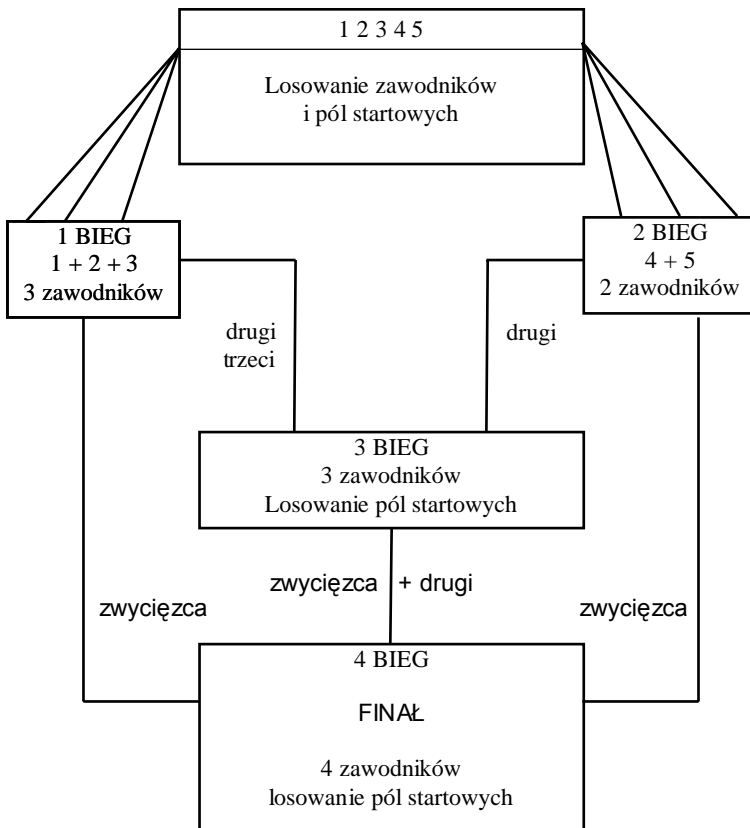 1 2 3 4 5
Losowanie zawodników
i pól startowych
1 BIEG
1 + 2 + 3
3 zawodników
2 BIEG
4 + 5
2 zawodników
drugi
trzeci
drugi
3 BIEG
3 zawodników
Losowanie pól startowych
zwycięzca + drugi
zwycięzca
zwycięzca
4 BIEG
FINAŁ
4 zawodników
losowanie pól startowych